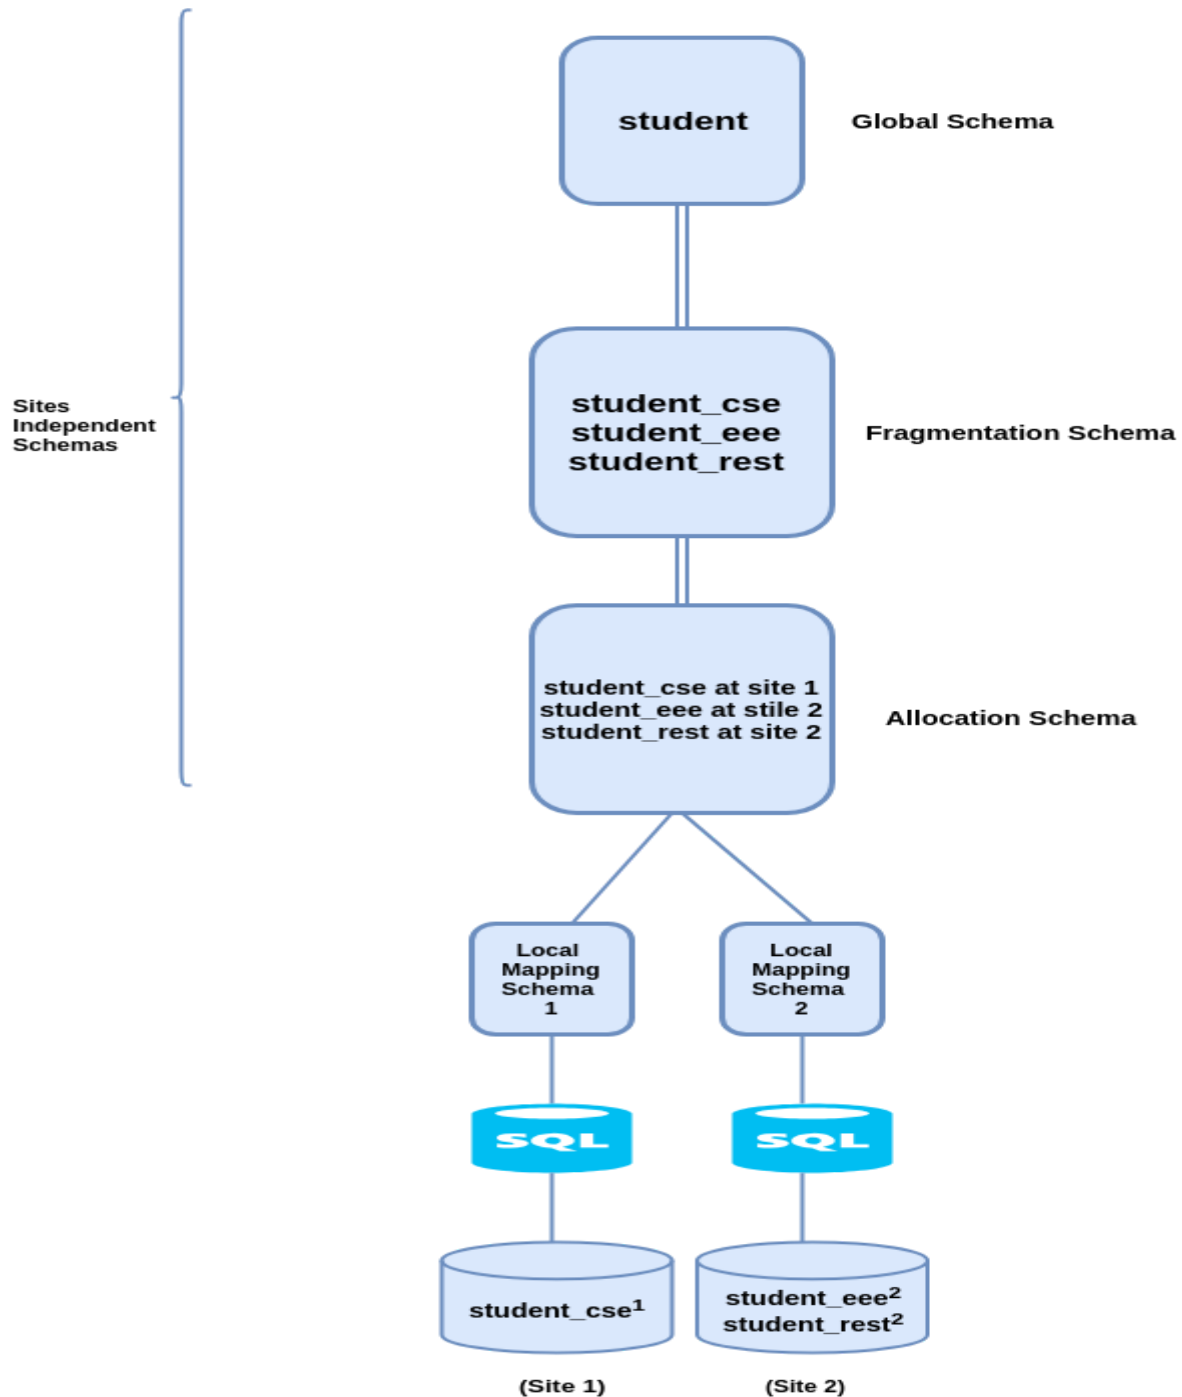 student
Global Schema
Sites
Independent
Schemas
student_cse
student_eee
student_rest
Fragmentation Schema
student_cse at site 1
student_eee at stile 2
student_rest at site 2
Allocation Schema
Local
Mapping
Schema
1
Local
Mapping
Schema
2
SQL
SQL
student_cse¹
student_eee²
student_rest²
(Site 1)
(Site 2)